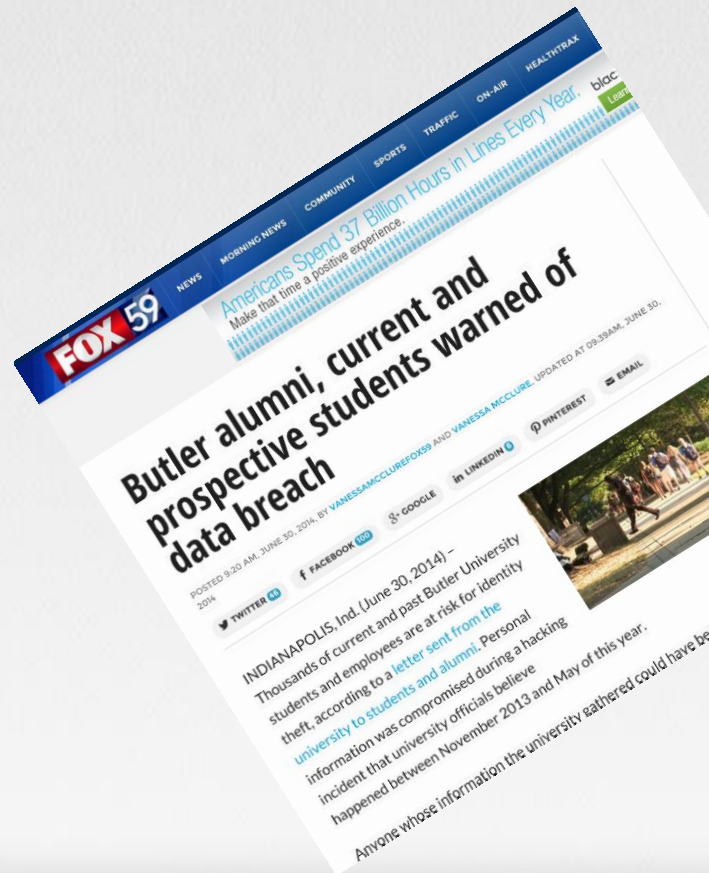 FOX 59
NEWS MORNING NEWS COMMUNITY SPORTS TRAFFIC ON-AIR HEALTHTRAX
Americans Spend 37 Billion Hours in Lines Every Year.
Make that time a positive experience.
blac
Learn
Butler alumni, current and
prospective students warned of
data breach
POSTED 9:20 AM, JUNE 30, 2014, BY VANESSAMCCLUREFOX59 AND VANESSA MCCLURE, UPDATED AT 09:39AM, JUNE 30,
2014
TWITTER 46 FACEBOOK 100 GOOGLE LINKEDIN 6 PINTEREST EMAIL
INDIANAPOLIS, Ind. (June 30, 2014) –
Thousands of current and past Butler University
students and employees are at risk for identity
theft, according to a letter sent from the
university to students and alumni. Personal
information was compromised during a hacking
incident that university officials believe
happened between November 2013 and May of this year.
Anyone whose information the university gathered could have be